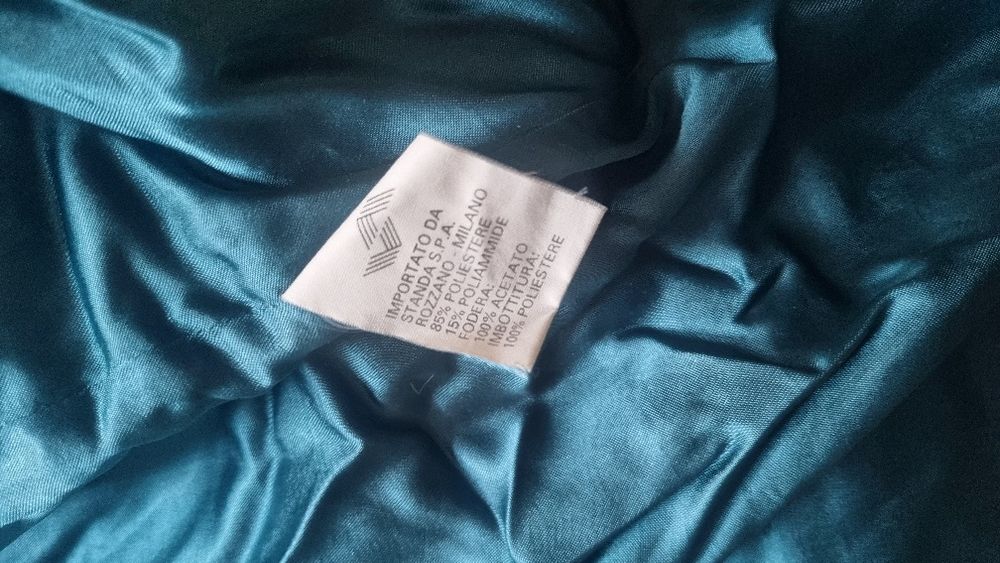 IMPORTATO DA
STANDA S.P.A.
ROZZANO - MILANO
85% POLIESTERE
15% POLIAMMIDE
FODERA:
100% ACETATO
IMBOTTITURA:
100% POLIESTERE